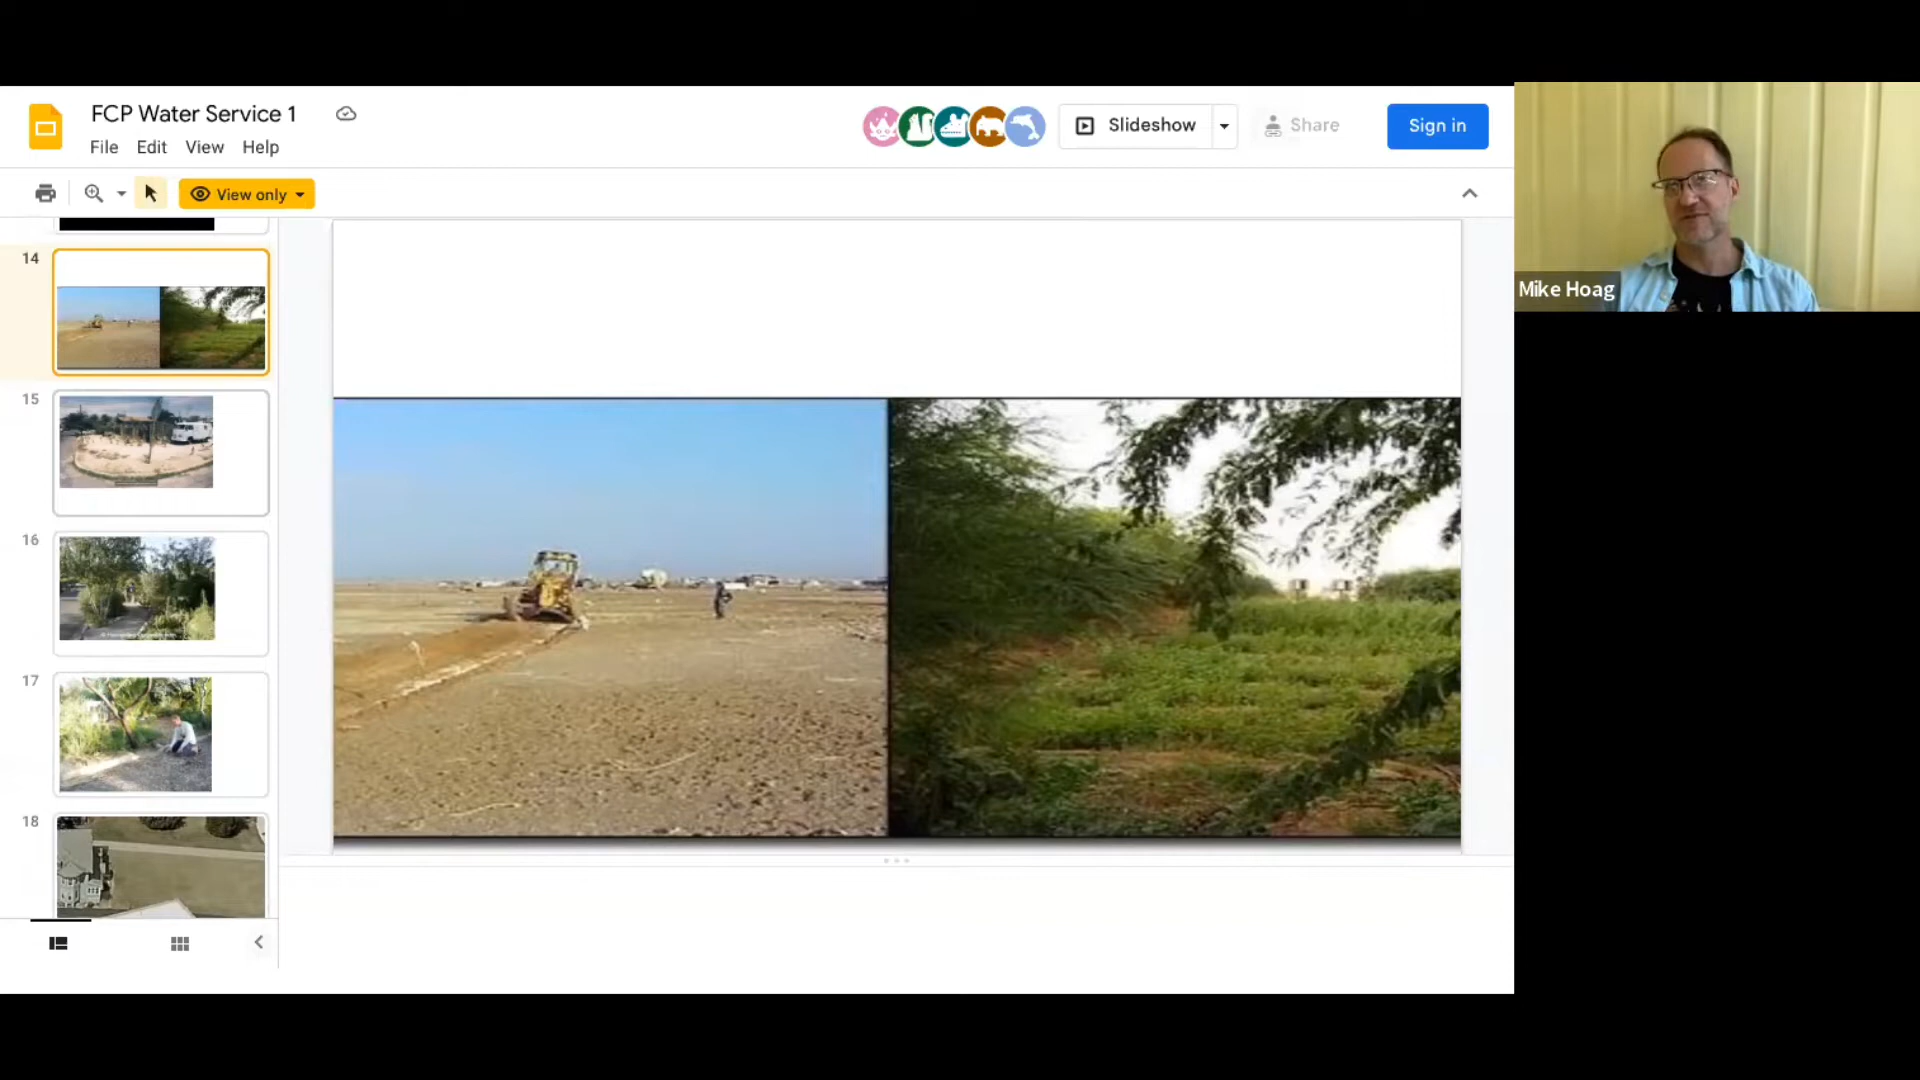 FCP Water Service 1
File Edit View Help
Slideshow
Share
Sign in
View only
14
15
16
17
18
Mike Hoag